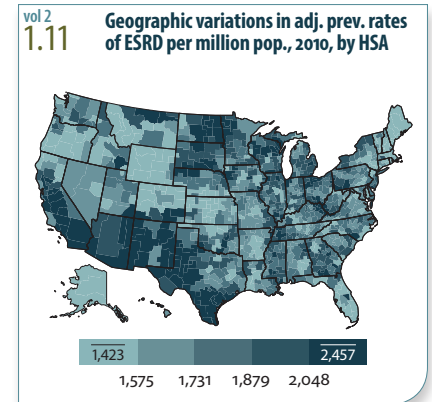 vol 2
1.11
Geographic variations in adj. prev. rates
of ESRD per million pop., 2010, by HSA
1,423 2,457
1,575 1,731 1,879 2,048